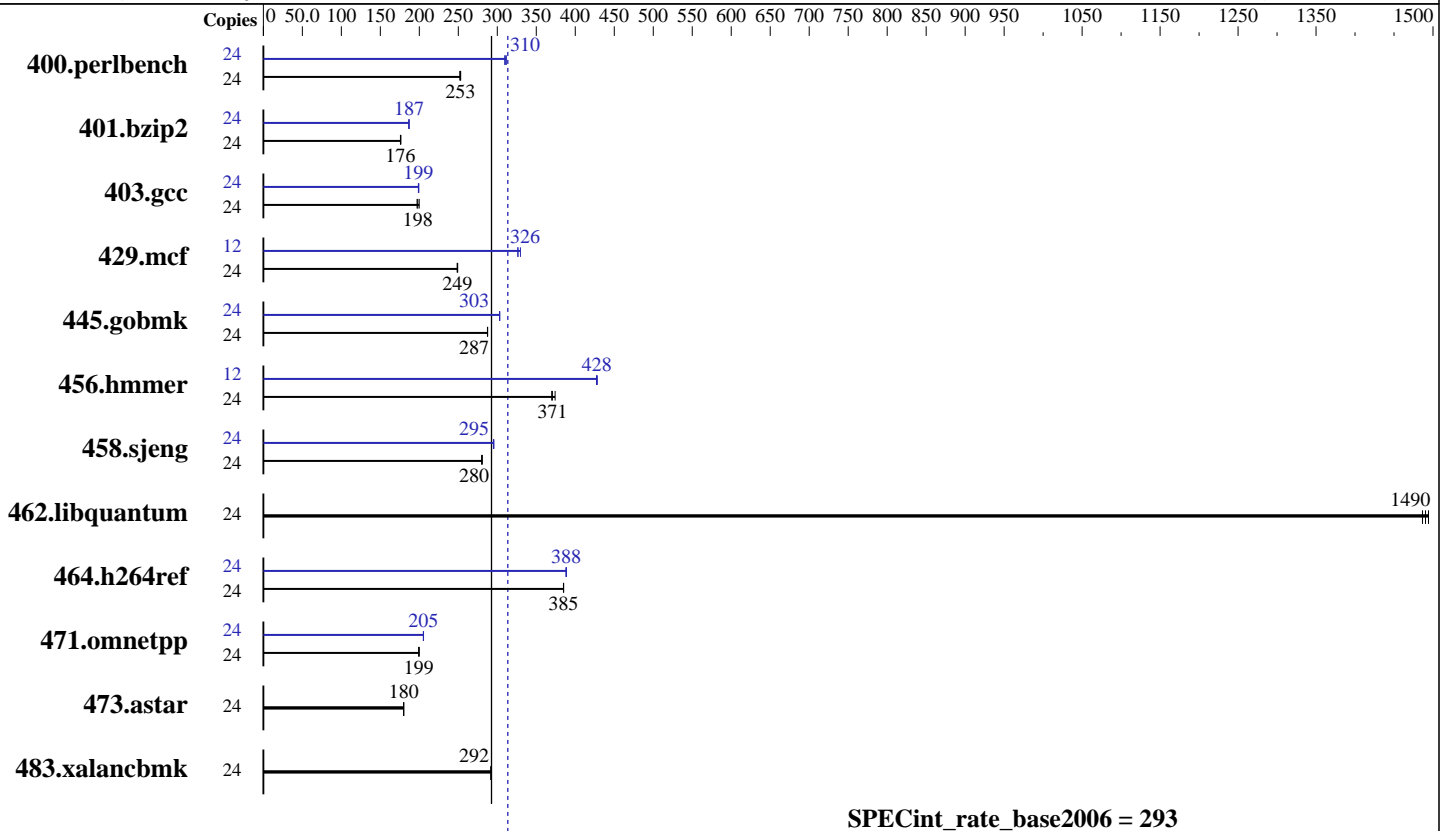 Copies 0 50.0 100 150 200 250 300 350 400 450 500 550 600 650 700 750 800 850 900 950 1050 1150 1250 1350 1500
400.perlbench 24 310
24 253
401.bzip2 24 187
24 176
403.gcc 24 199
24 198
429.mcf 12 326
24 249
445.gobmk 24 303
24 287
456.hmmer 12 428
24 371
458.sjeng 24 295
24 280
462.libquantum 24 1490
464.h264ref 24 388
24 385
471.omnetpp 24 205
24 199
473.astar 24 180
483.xalancbmk 24 292
SPECint_rate_base2006 = 293